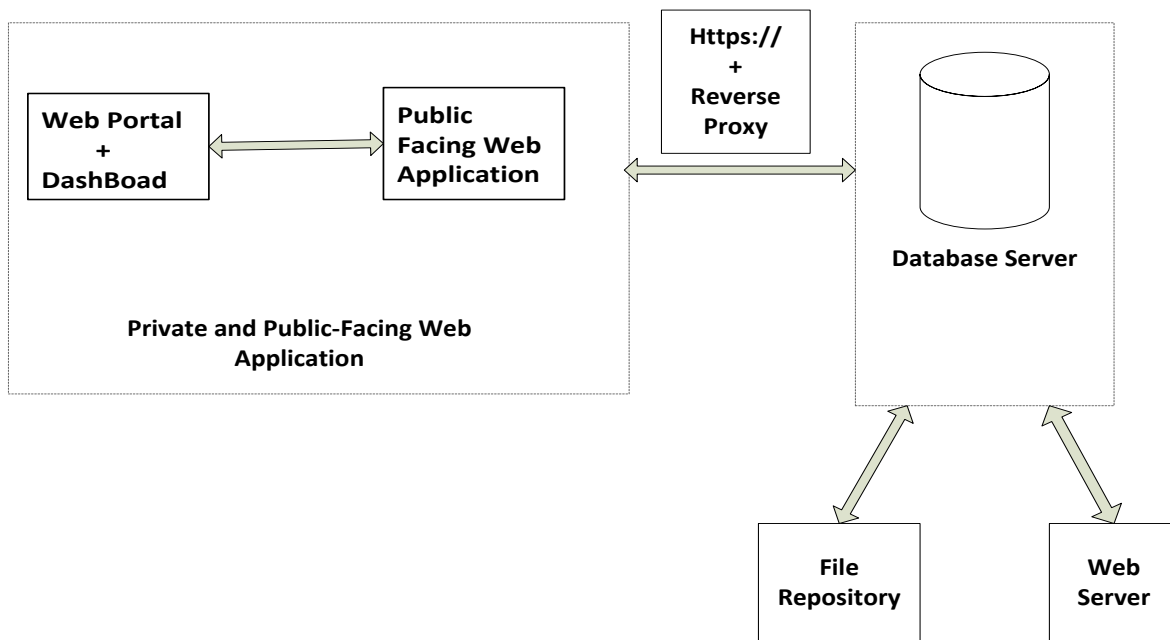 Web Portal
+
DashBoad
Public
Facing Web
Application
Private and Public-Facing Web
Application
Https://
+
Reverse
Proxy
Database Server
File
Repository
Web
Server